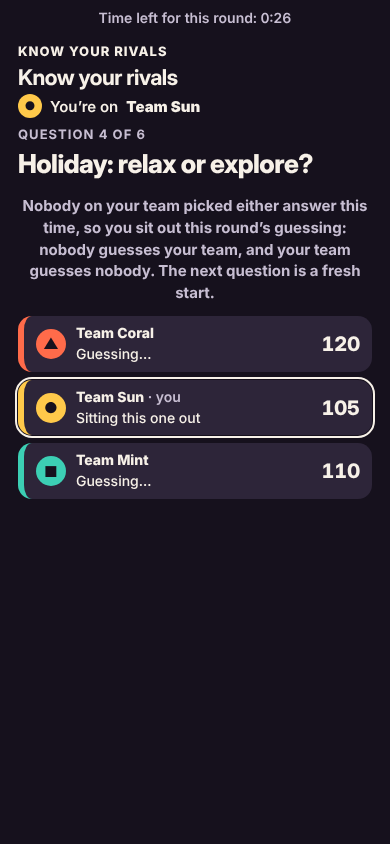 Time left for this round: 0:26
KNOW YOUR RIVALS
Know your rivals
You're on Team Sun
QUESTION 4 OF 6
Holiday: relax or explore?
Nobody on your team picked either answer this
time, so you sit out this round's guessing:
nobody guesses your team, and your team
guesses nobody. The next question is a fresh
start.
Team Coral
Guessing...
120
Team Sun · you
Sitting this one out
105
Team Mint
Guessing...
110